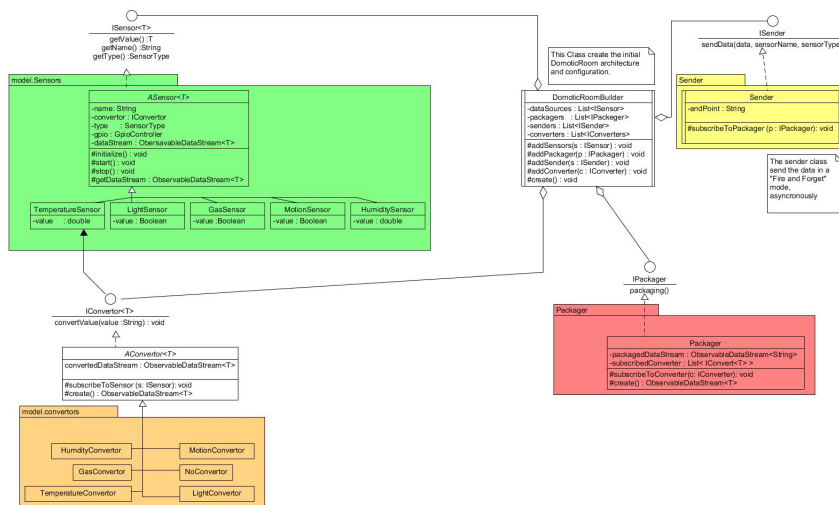 ISensor<T>
getValue() :T
getName() :String
getType() :SensorType
model.Sensors
ASensor<T>
-name: String
-convertor : IConvertor
-type : SensorType
-gpio : GpioController
-dataStream : ObersavableDataStream<T>
#initialize() : void
#start() : void
#stop() : void
#getDataStream : ObservableDataStream<T>
TemperatureSensor
-value : double
LightSensor
-value : Boolean
GasSensor
-value : Boolean
MotionSensor
-value : Boolean
HumiditySensor
-value : double
IConvertor<T>
convertValue(value :String) : void
AConvertor<T>
convertedDataStream : ObservableDataStream<T>
#subscribeToSensor (s: ISensor): void
#create() : ObservableDataStream<T>
model.convertors
HumdityConvertor
MotionConvertor
GasConvertor
NoConvertor
TemperatureConvertor
LightConvertor
This Class create the initial
DomoticRoom architecture
and configuration.
DomoticRoomBuilder
-dataSources : List<ISensor>
-packagers : List<IPackeger>
-senders : List<ISender>
-converters : List<IConverters>
#addSensors(s : ISensor) : void
#addPackager(p : IPackager) : void
#addSender(s : ISender) : void
#addConverter(c : IConverter) : void
#create() : void
ISender
sendData(data, sensorName, sensorType
Sender
Sender
-endPoint : String
#subscribeToPackager (p : IPackager): void
The sender class
send the data in a
"Fire and Forget"
mode,
asyncronously
IPackager
packaging()
Packager
Packager
-packagedDataStream : ObservableDataStream<String>
-subscribedConverter : List< IConvert<T> >
#subscribeToConverter(c: IConverter): void
#create() : ObservableDataStream<T>